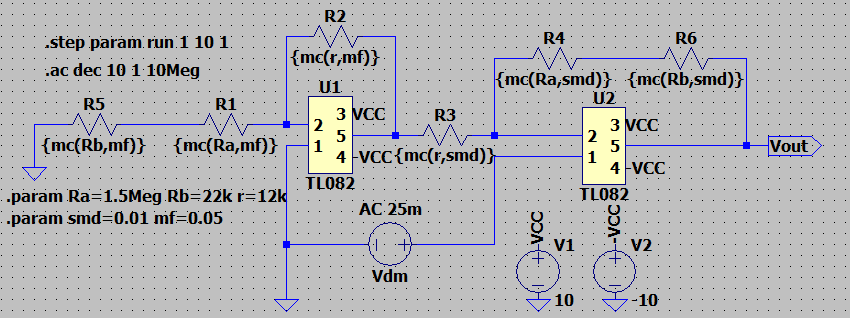 .step param run 1 10 1
.ac dec 10 1 10Meg
R2
{mc(r,mf)}
R4
{mc(Ra,smd)}
R6
{mc(Rb,smd)}
R5
{mc(Rb,mf)}
R1
{mc(Ra,mf)}
U1
2
1
3
5
4
VCC
-VCC
TL082
R3
{mc(r,smd)}
U2
2
1
3
5
4
VCC
-VCC
TL082
Vout
.param Ra=1.5Meg Rb=22k r=12k
.param smd=0.01 mf=0.05
AC 25m
Vdm
VCC
V1
10
-VCC
V2
-10